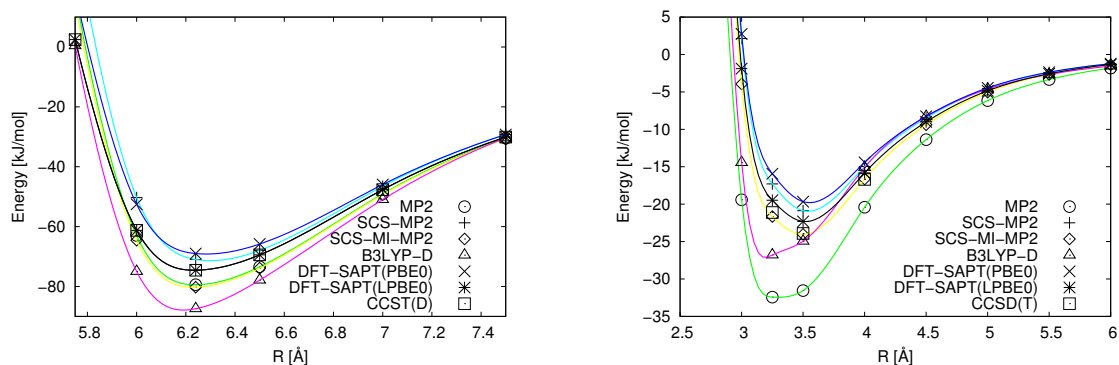 0
−20
−40
−60
−80
5.8 6 6.2 6.4 6.6 6.8 7 7.2 7.4
Energy [kJ/mol]
R [Å]
MP2
SCS−MP2
SCS−MI−MP2
B3LYP−D
DFT−SAPT(PBE0)
DFT−SAPT(LPBE0)
CCST(D)
5
0
−5
−10
−15
−20
−25
−30
−35
2.5 3 3.5 4 4.5 5 5.5 6
Energy [kJ/mol]
R [Å]
MP2
SCS−MP2
SCS−MI−MP2
B3LYP−D
DFT−SAPT(PBE0)
DFT−SAPT(LPBE0)
CCSD(T)